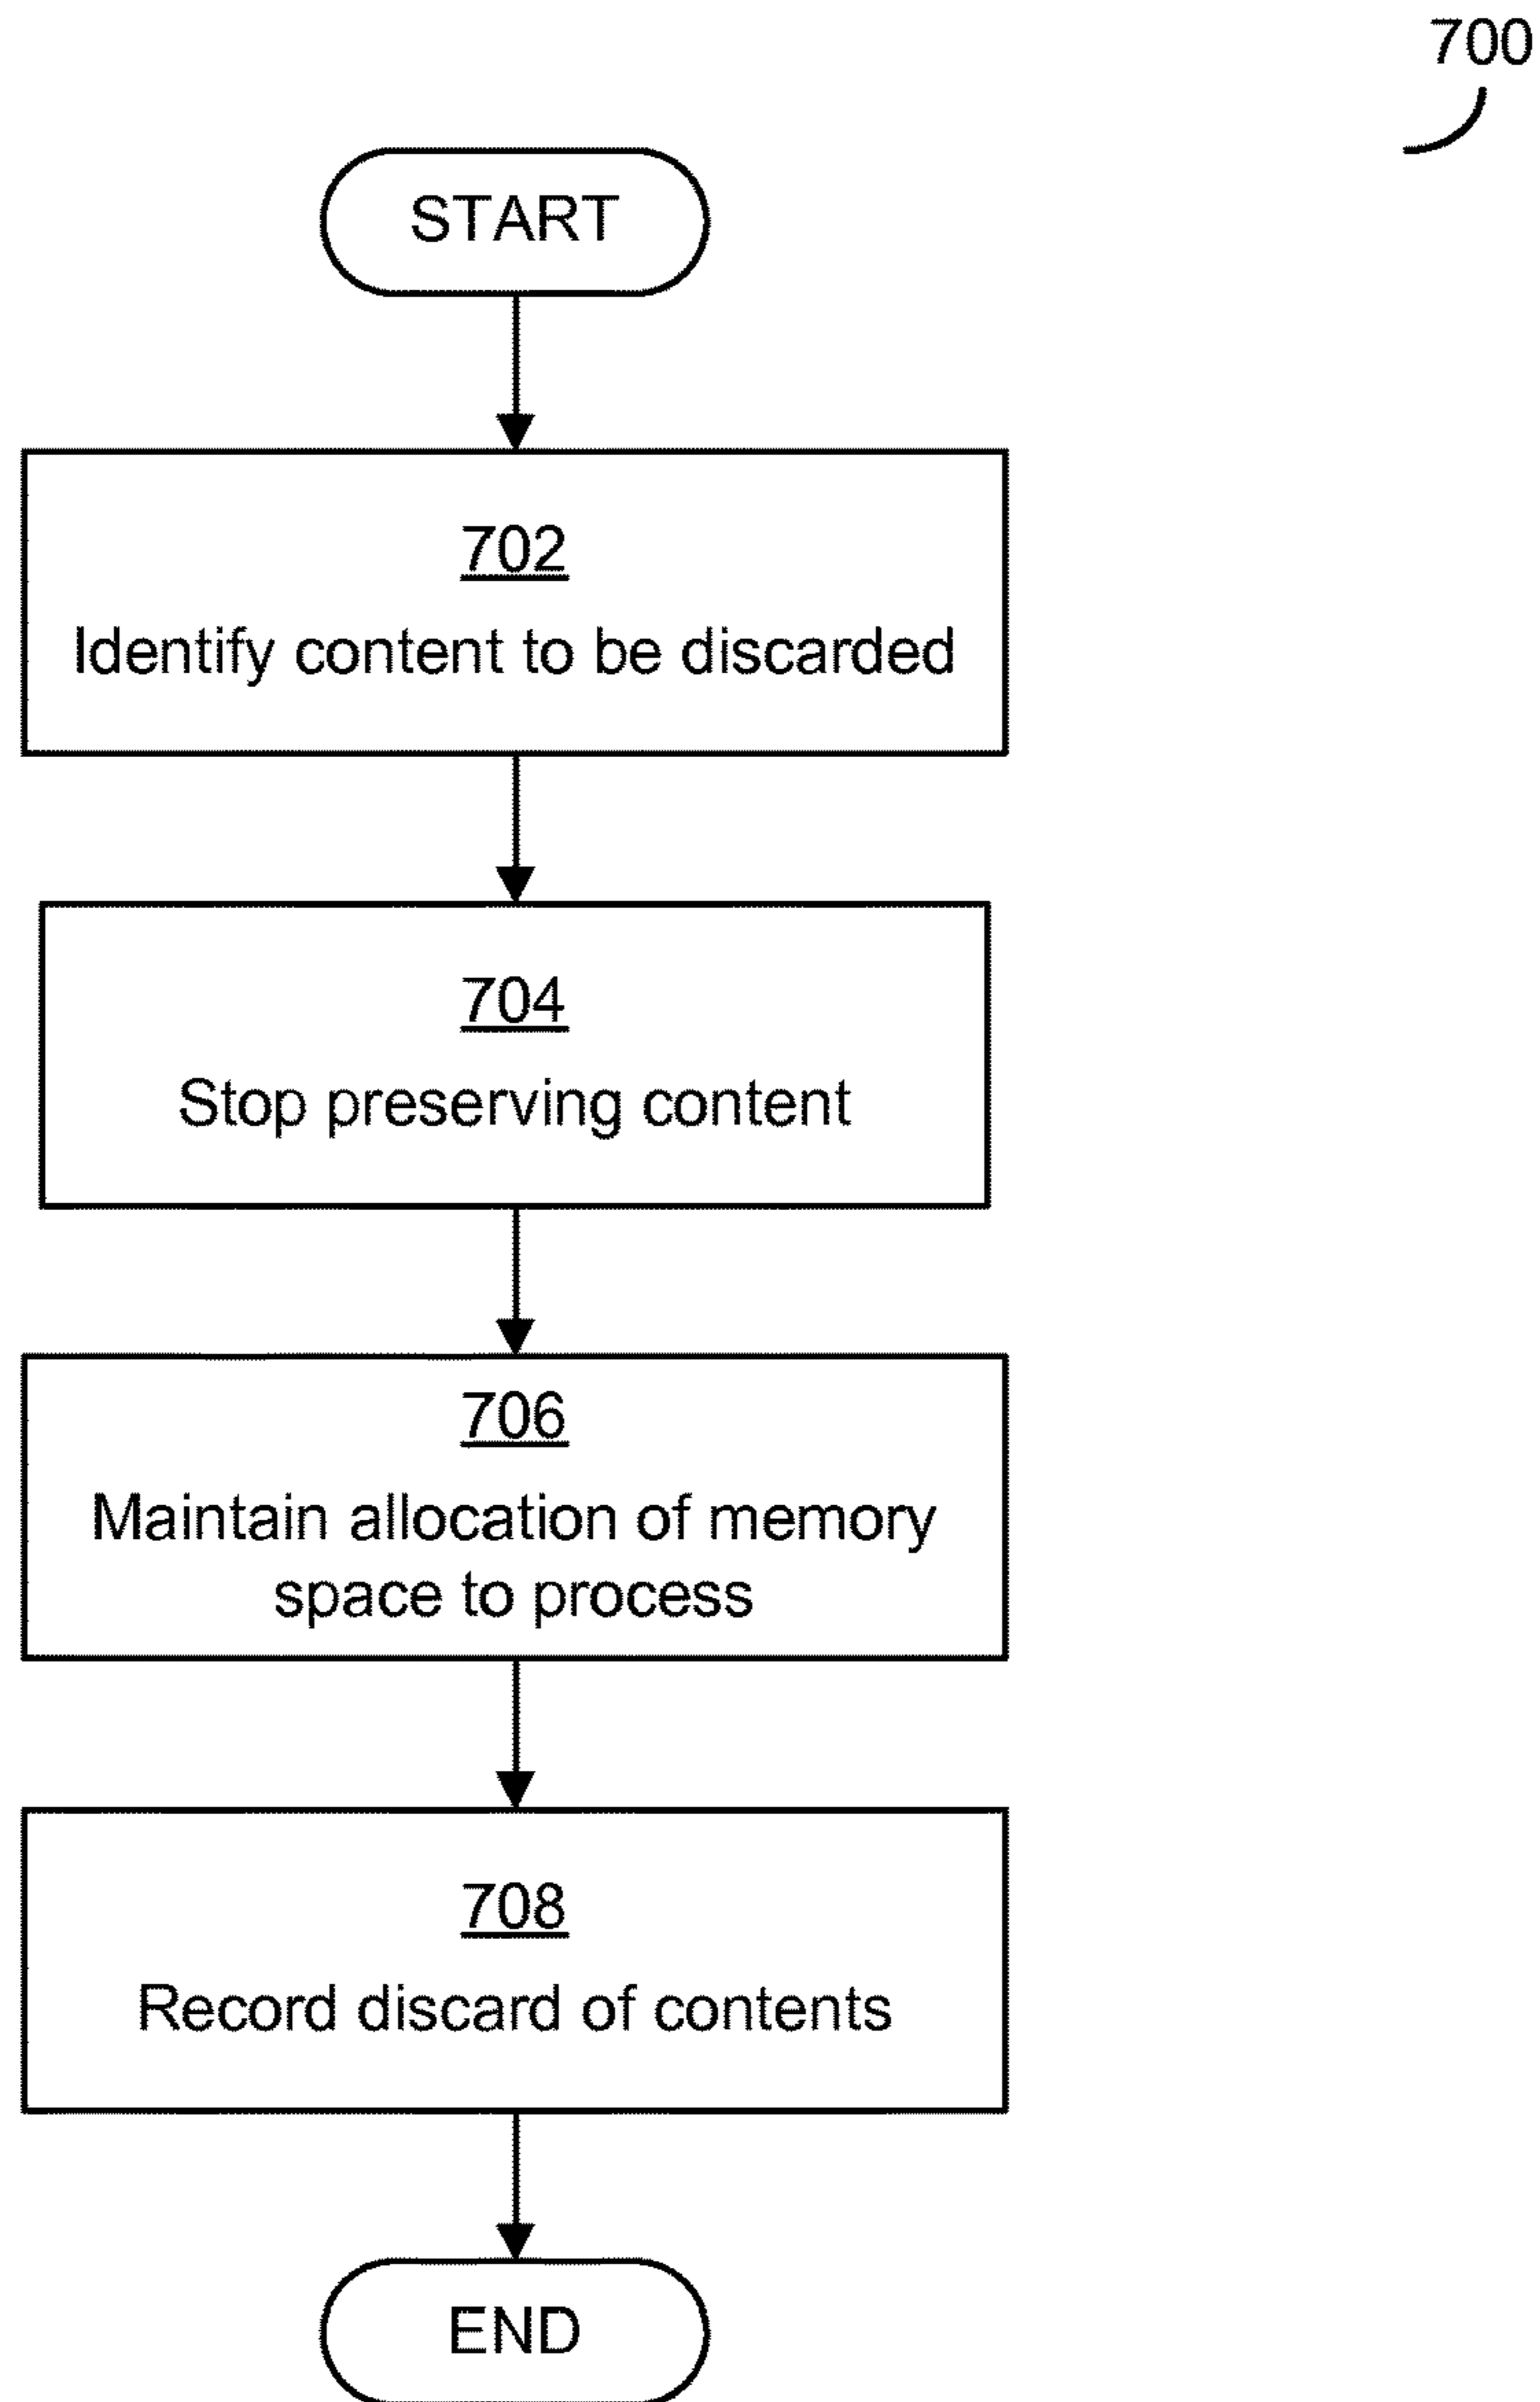 700
START
702
Identify content to be discarded
704
Stop preserving content
706
Maintain allocation of memory
space to process
708
Record discard of contents
END